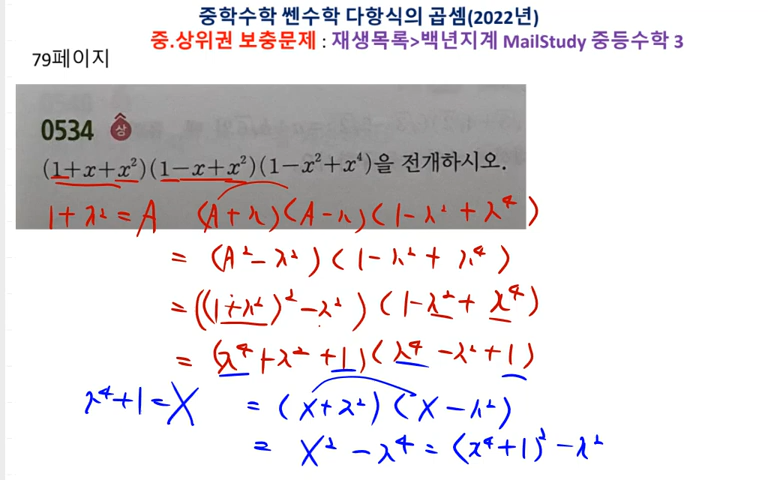 중학수학 쎈수학 다항식의 곱셈(2022년)
중.상위권 보충문제 : 재생목록>백년지계 MailStudy 중등수학 3
79페이지
0534 상
(1+x+x²)(1-x+x²)(1-x²+x⁴)을 전개하시오.
1+x²=A (A+x)(A-x)(1-x²+x⁴)
= (A²-x²)(1-x²+x⁴)
= ((1+x²)²-x²)(1-x²+x⁴)
= (x⁴+x²+1)(x⁴-x²+1)
x⁴+1=X = (X+x²)(X-x²)
= X²-x⁴ = (x⁴+1)²-x²